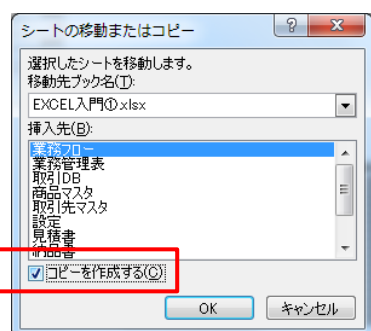 シートの移動またはコピー
選択したシートを移動します。
移動先ブック名(T):
EXCEL入門①.xlsx
挿入先(B):
業務フロー
業務管理表
取引DB
商品マスタ
取引先マスタ
設定
見積書
納品書
コピーを作成する(C)
OK キャンセル